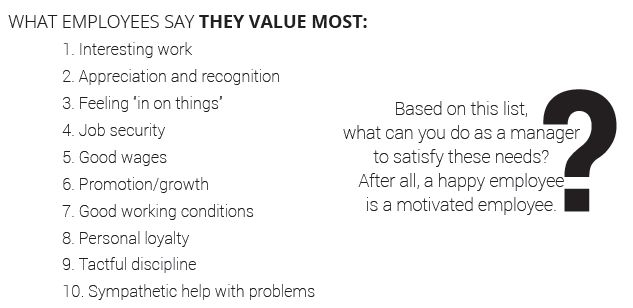 WHAT EMPLOYEES SAY THEY VALUE MOST:
1. Interesting work
2. Appreciation and recognition
3. Feeling 'in on things'
4. Job security
5. Good wages
6. Promotion/growth
7. Good working conditions
8. Personal loyalty
9. Tactful discipline
10. Sympathetic help with problems
Based on this list,
what can you do as a manager
to satisfy these needs?
After all, a happy employee
is a motivated employee.
?